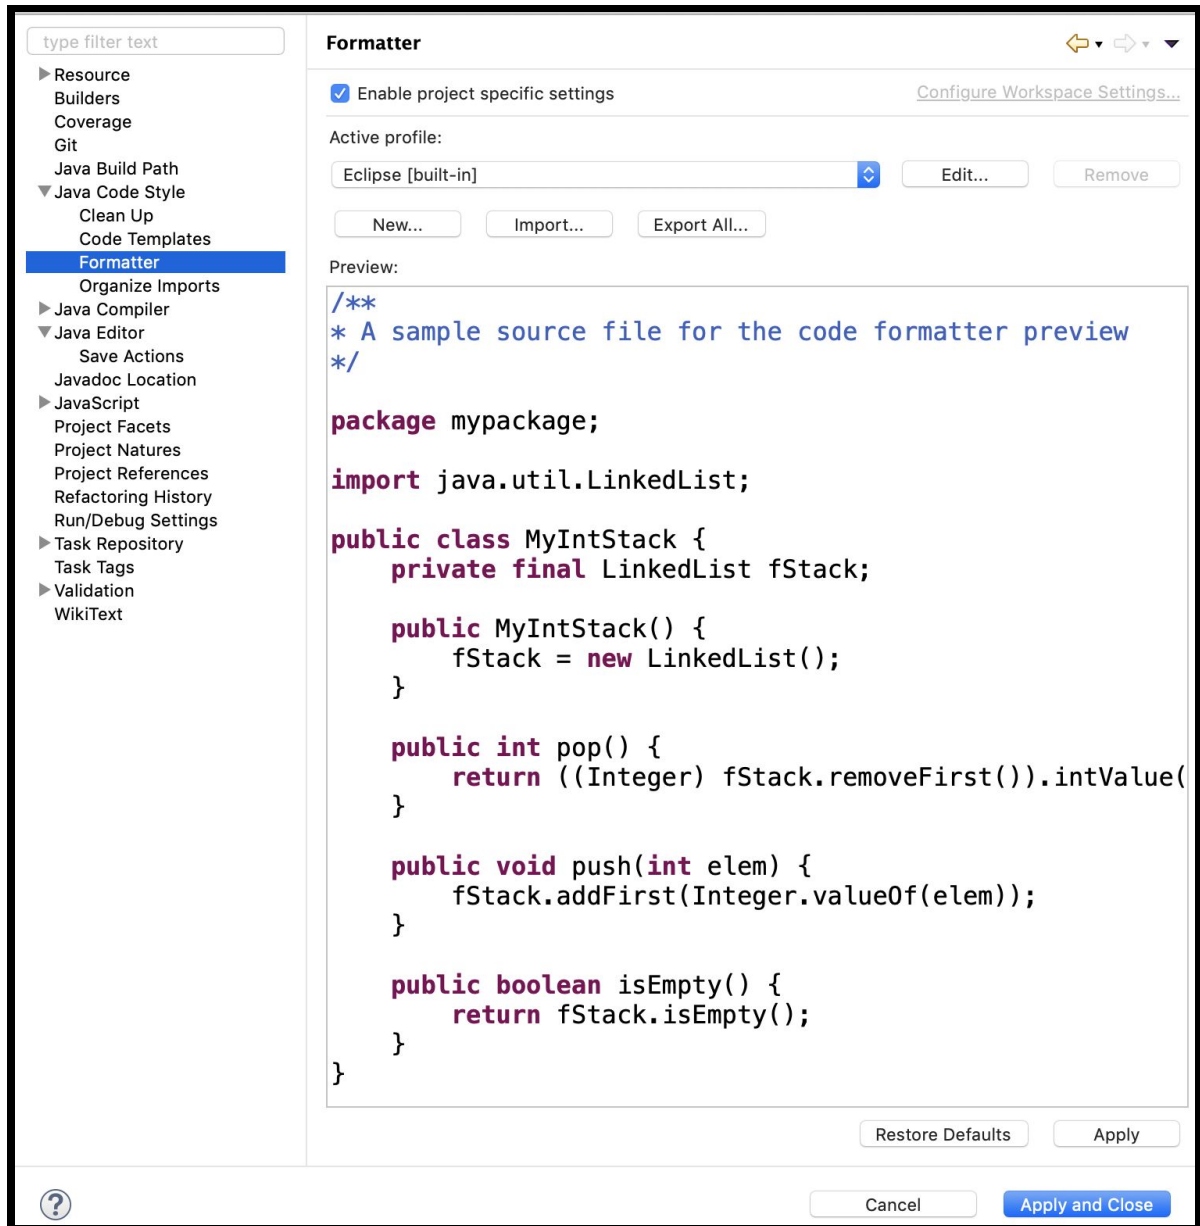 type filter text
Resource
Builders
Coverage
Git
Java Build Path
Java Code Style
Clean Up
Code Templates
Formatter
Organize Imports
Java Compiler
Java Editor
Save Actions
Javadoc Location
JavaScript
Project Facets
Project Natures
Project References
Refactoring History
Run/Debug Settings
Task Repository
Task Tags
Validation
WikiText
Formatter
Enable project specific settings
Configure Workspace Settings...
Active profile:
Eclipse [built-in]
Edit...
Remove
New...
Import...
Export All...
Preview:
/**
* A sample source file for the code formatter preview
*/
package mypackage;
import java.util.LinkedList;
public class MyIntStack {
    private final LinkedList fStack;
    public MyIntStack() {
        fStack = new LinkedList();
    }
    public int pop() {
        return ((Integer) fStack.removeFirst()).intValue(
    }
    public void push(int elem) {
        fStack.addFirst(Integer.valueOf(elem));
    }
    public boolean isEmpty() {
        return fStack.isEmpty();
    }
}
Restore Defaults
Apply
?
Cancel
Apply and Close